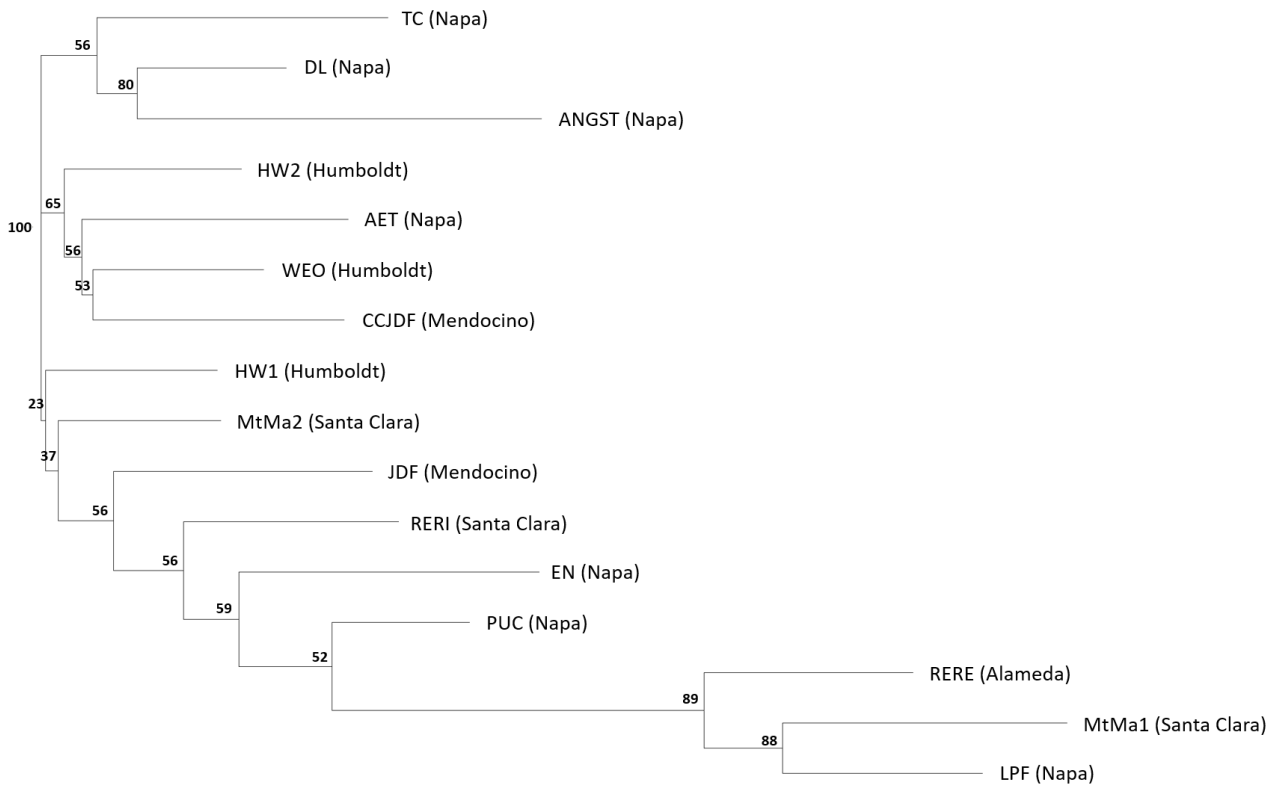 TC (Napa)
56
DL (Napa)
80
ANGST (Napa)
HW2 (Humboldt)
65
AET (Napa)
100
56
WEO (Humboldt)
53
CCJDF (Mendocino)
HW1 (Humboldt)
23
MtMa2 (Santa Clara)
37
JDF (Mendocino)
56
RERI (Santa Clara)
56
EN (Napa)
59
PUC (Napa)
52
RERE (Alameda)
89
MtMa1 (Santa Clara)
88
LPF (Napa)